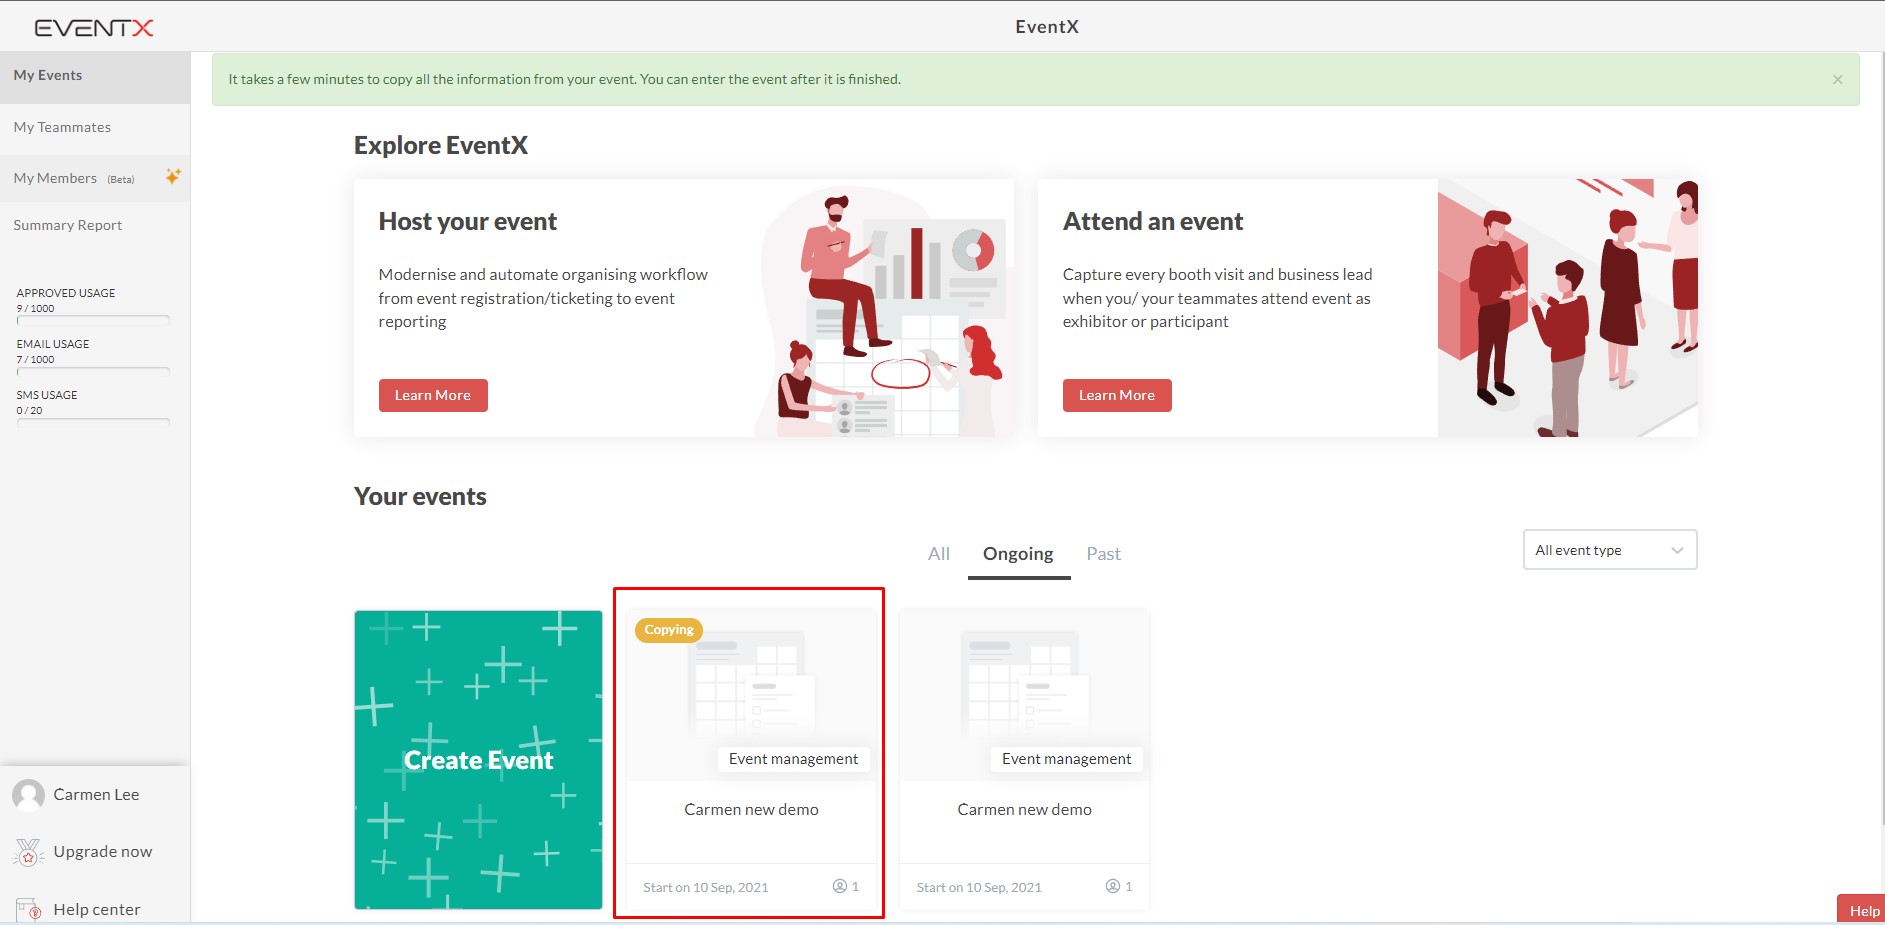 EVENTX
EventX
My Events
My Teammates
My Members (Beta)
Summary Report
APPROVED USAGE
9 / 1000
EMAIL USAGE
7 / 1000
SMS USAGE
0 / 20
Carmen Lee
Upgrade now
Help center
It takes a few minutes to copy all the information from your event. You can enter the event after it is finished.
×
Explore EventX
Host your event
Modernise and automate organising workflow
from event registration/ticketing to event
reporting
Learn More
Attend an event
Capture every booth visit and business lead
when you/ your teammates attend event as
exhibitor or participant
Learn More
Your events
All
Ongoing
Past
All event type
Create Event
Copying
Event management
Carmen new demo
Start on 10 Sep, 2021
1
Event management
Carmen new demo
Start on 10 Sep, 2021
1
Help